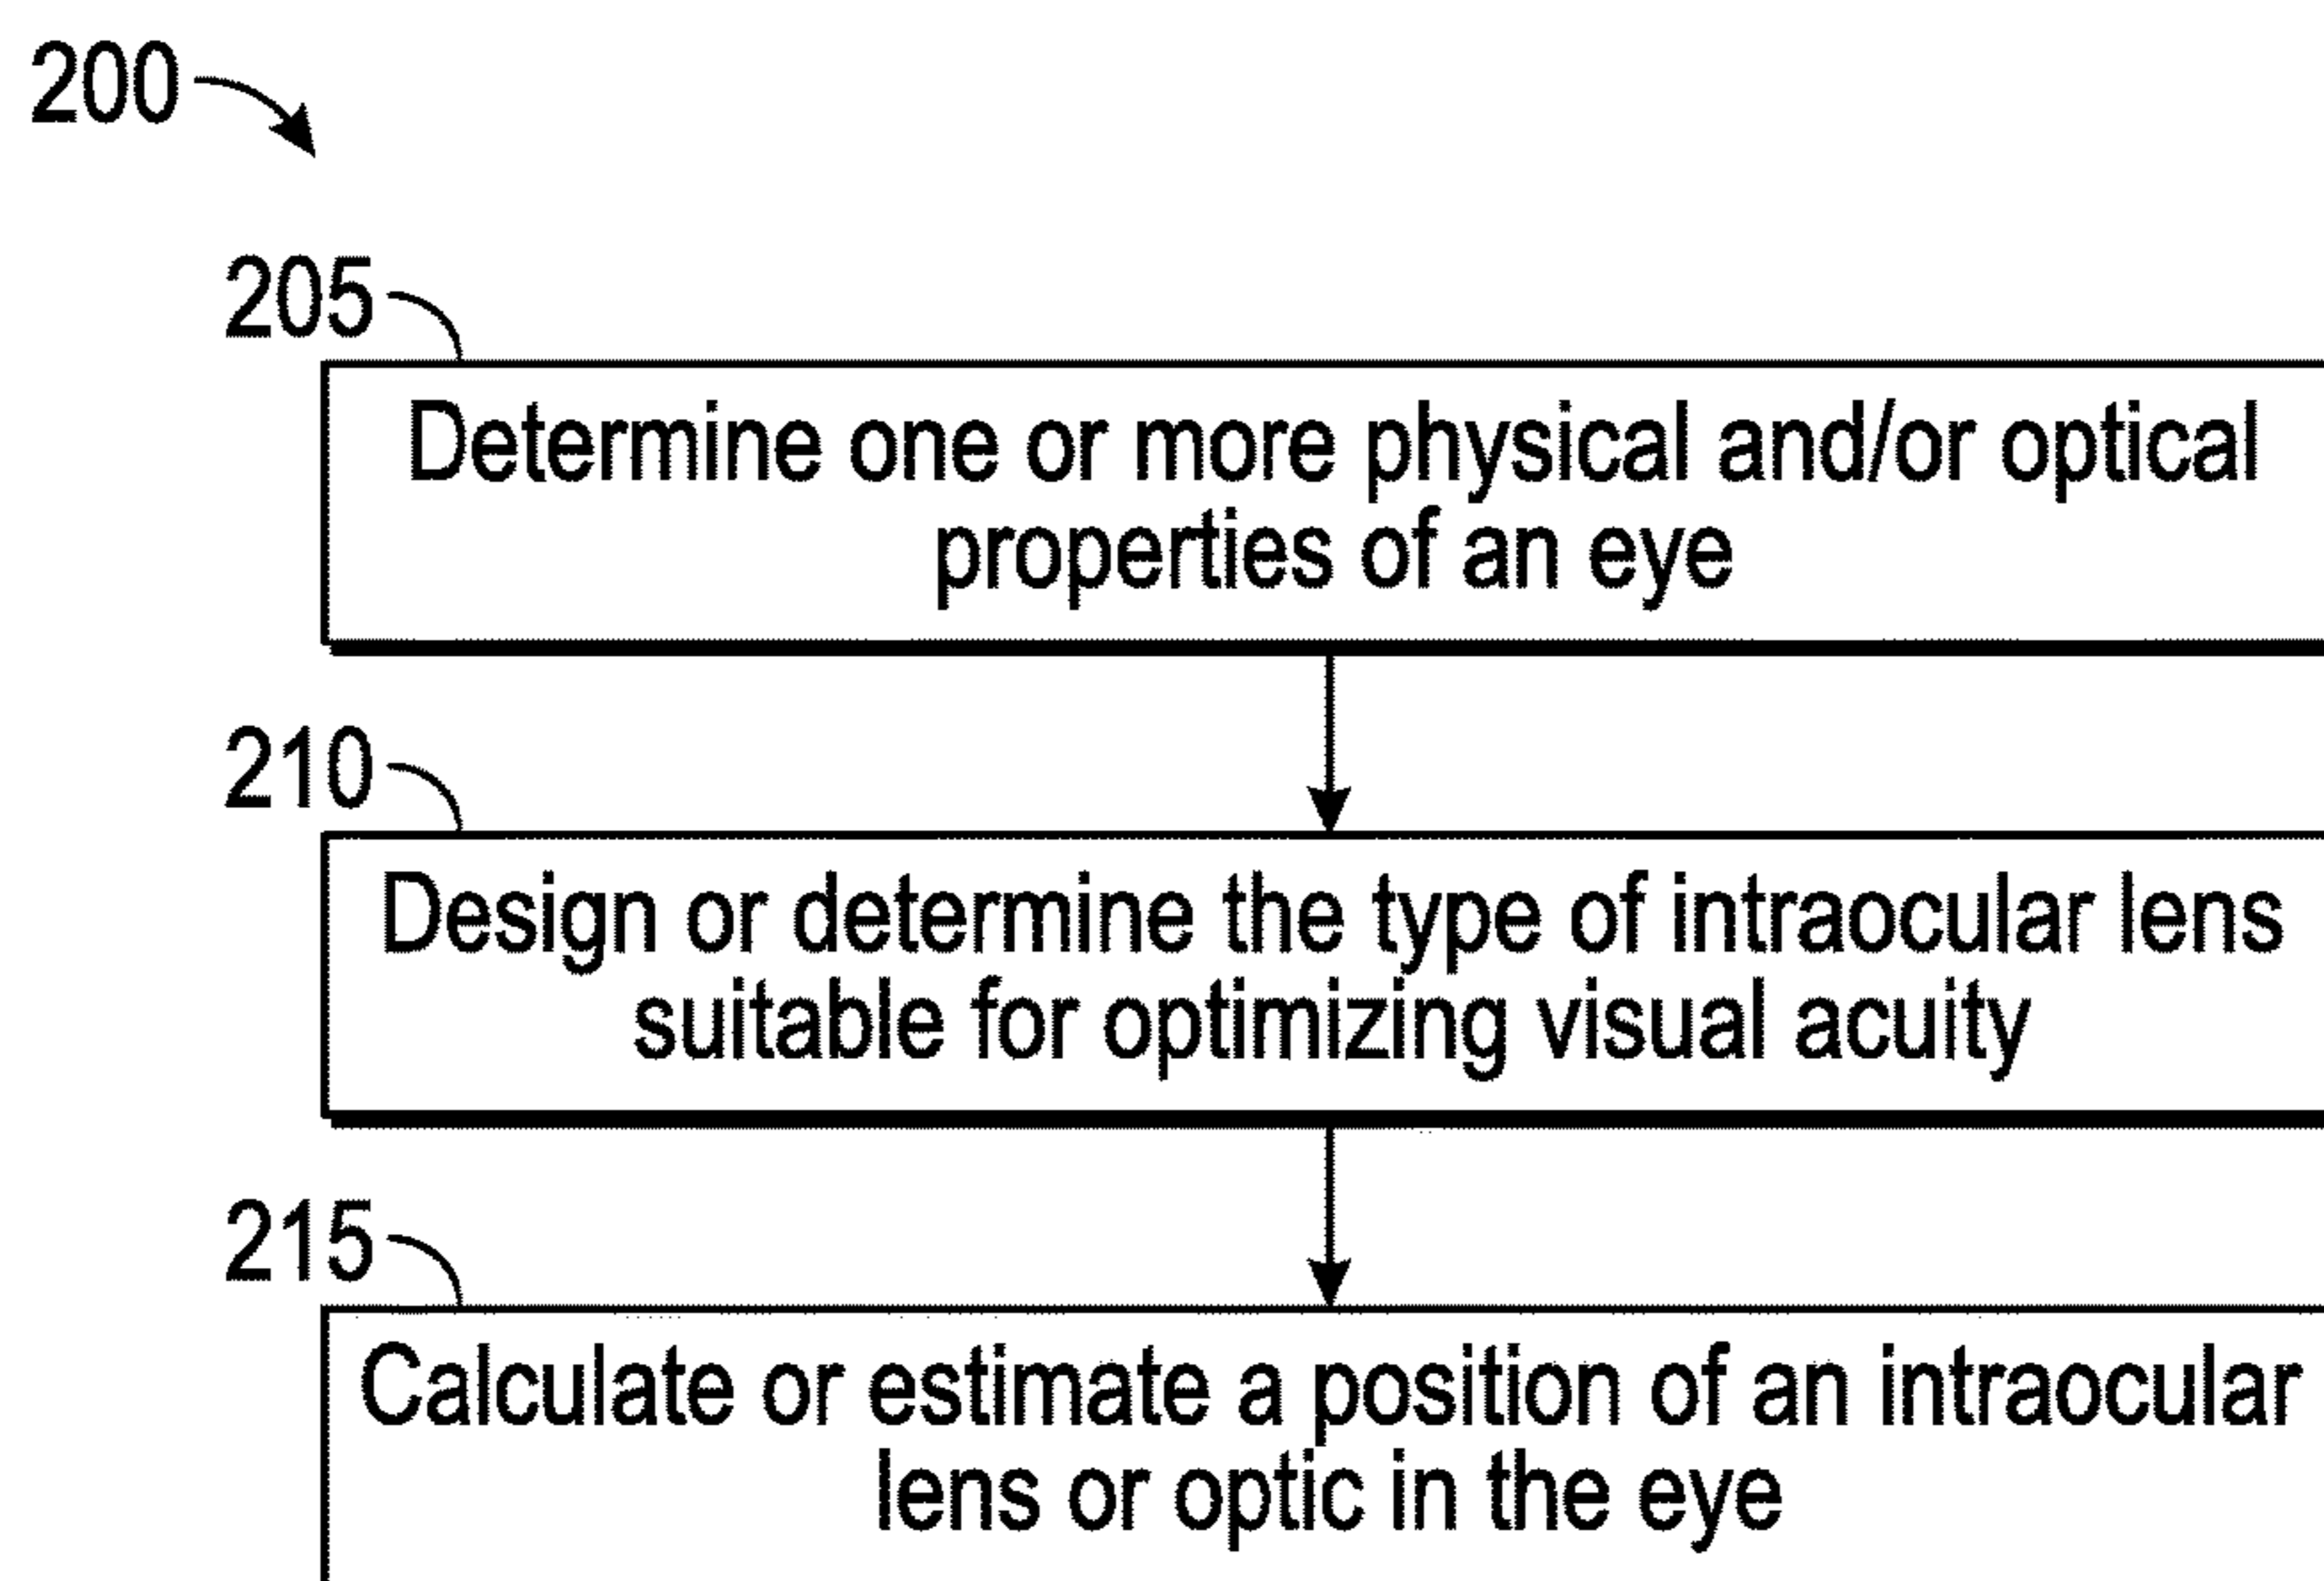 200
205
Determine one or more physical and/or optical
properties of an eye
210
Design or determine the type of intraocular lens
suitable for optimizing visual acuity
215
Calculate or estimate a position of an intraocular
lens or optic in the eye